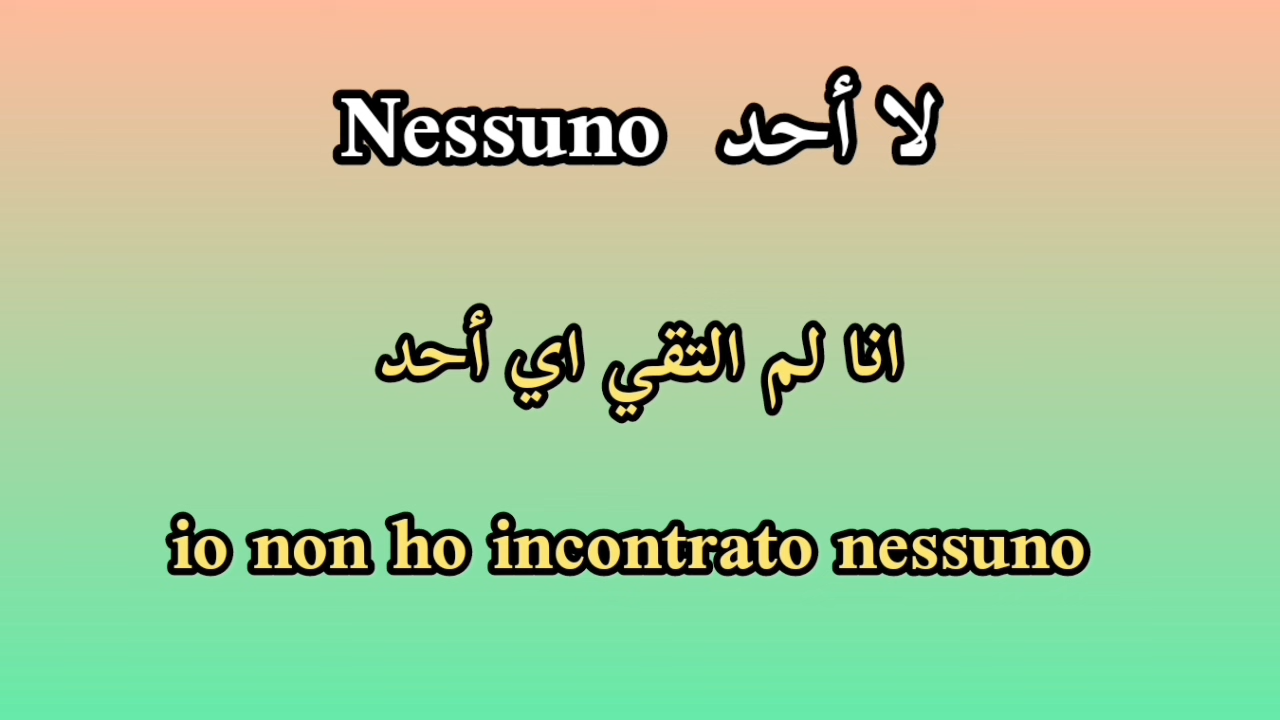 Nessuno لا أحد
انا لم التقي اي أحد
io non ho incontrato nessuno